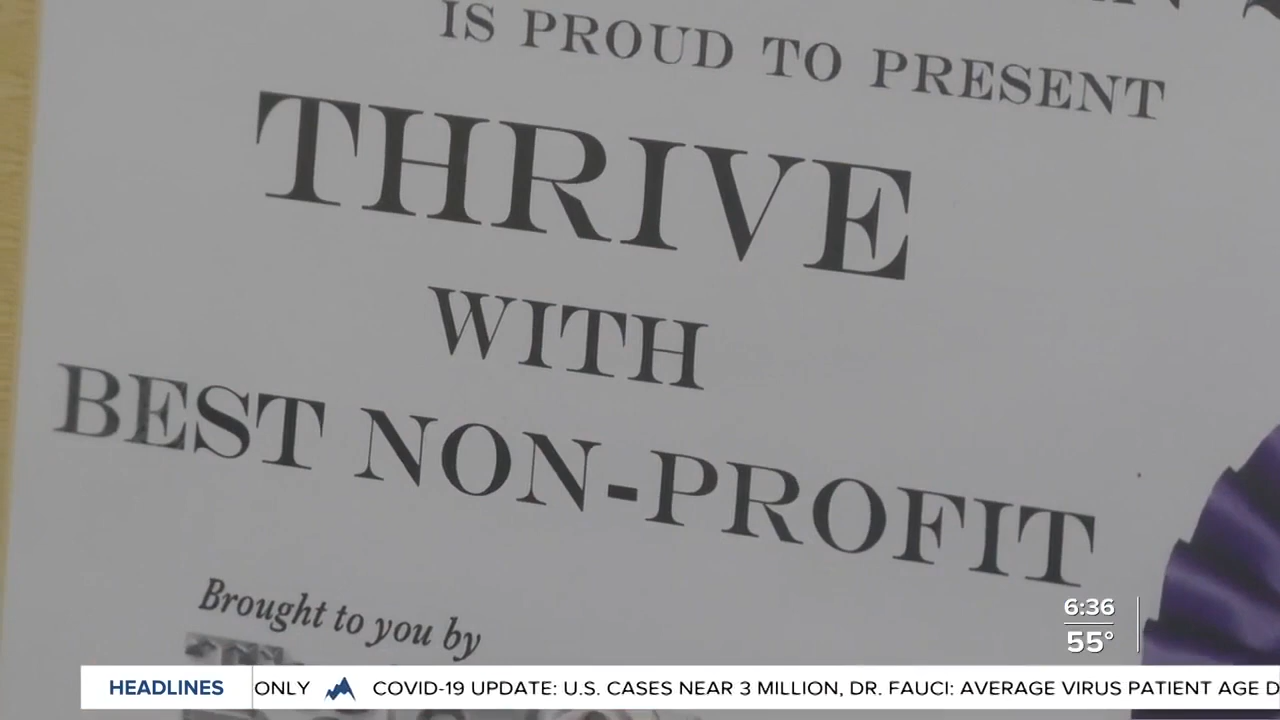 IS PROUD TO PRESENT
THRIVE
WITH
BEST NON-PROFIT
Brought to you by
6:36
55°
HEADLINES
ONLY COVID-19 UPDATE: U.S. CASES NEAR 3 MILLION, DR. FAUCI: AVERAGE VIRUS PATIENT AGE D